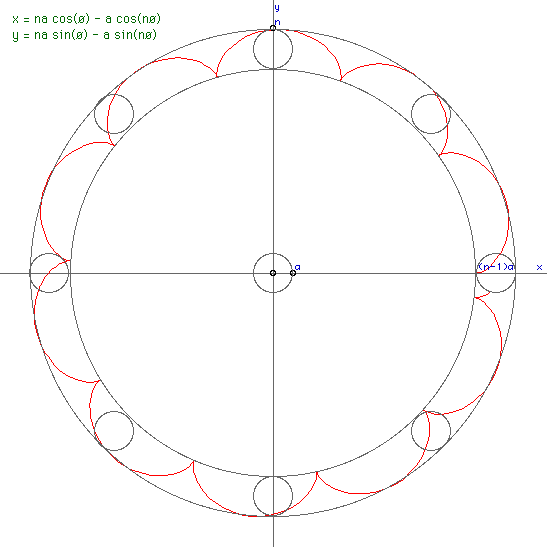 x = na cos(ø) - a cos(nø)
y = na sin(ø) - a sin(nø)
y
n
a
(n-1)a
x